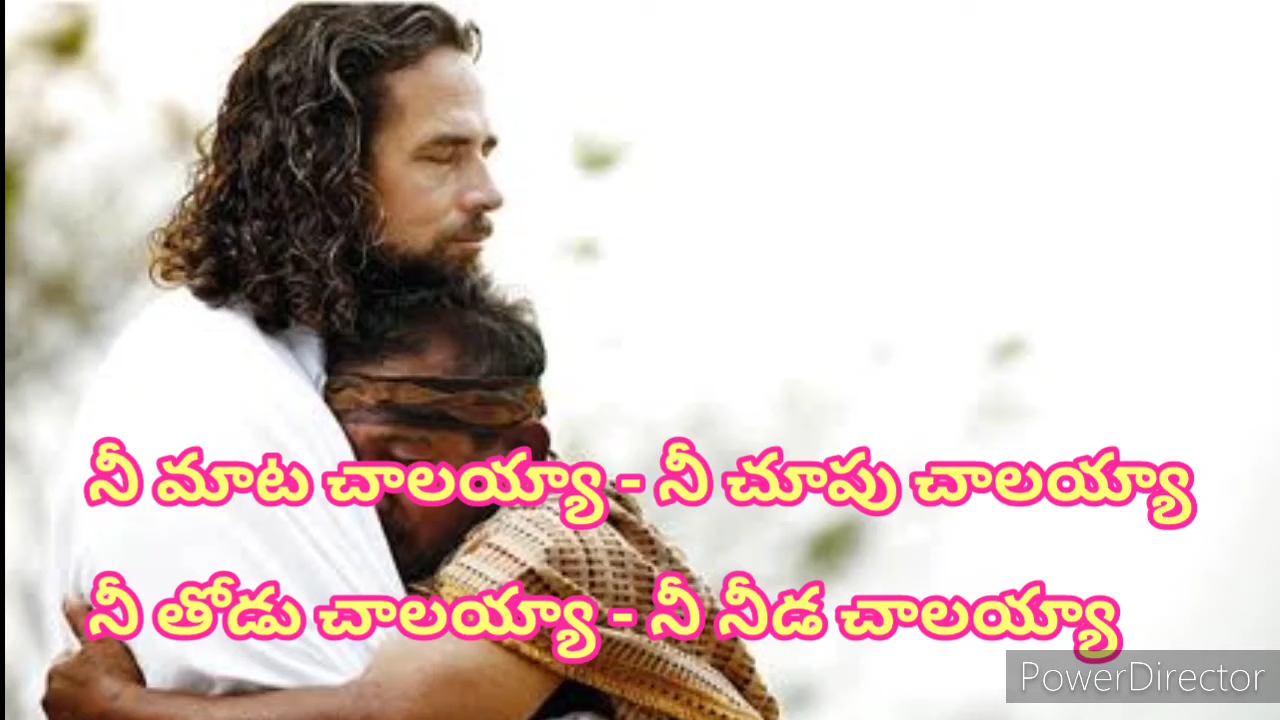 నీ మాట చాలయ్యా - నీ చూపు చాలయ్యా
నీ తోడు చాలయ్యా - నీ నీడ చాలయ్యా
PowerDirector